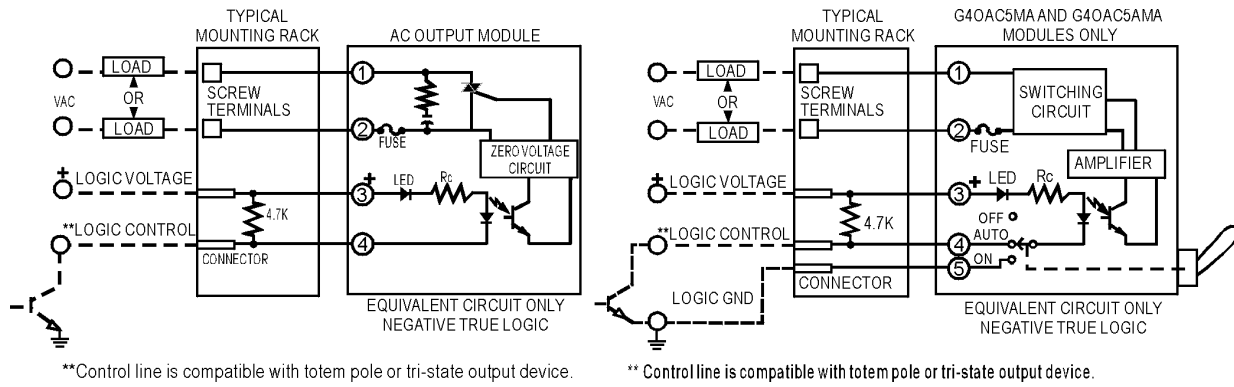 TYPICAL
MOUNTING RACK
AC OUTPUT MODULE
LOAD
OR
LOAD
VAC
SCREW
TERMINALS
1
2
FUSE
ZERO VOLTAGE
CIRCUIT
+
LOGIC VOLTAGE
4.7K
+
3
LED
Rc
**LOGIC CONTROL
CONNECTOR
4
EQUIVALENT CIRCUIT ONLY
NEGATIVE TRUE LOGIC
**Control line is compatible with totem pole or tri-state output device.
TYPICAL
MOUNTING RACK
G4OAC5MA AND G4OAC5AMA
MODULES ONLY
LOAD
OR
LOAD
VAC
SCREW
TERMINALS
1
2
FUSE
SWITCHING
CIRCUIT
AMPLIFIER
+
LOGIC VOLTAGE
4.7K
3
+
LED
Rc
OFF
AUTO
ON
**LOGIC CONTROL
4
5
LOGIC GND
CONNECTOR
EQUIVALENT CIRCUIT ONLY
NEGATIVE TRUE LOGIC
** Control line is compatible with totem pole or tri-state output device.